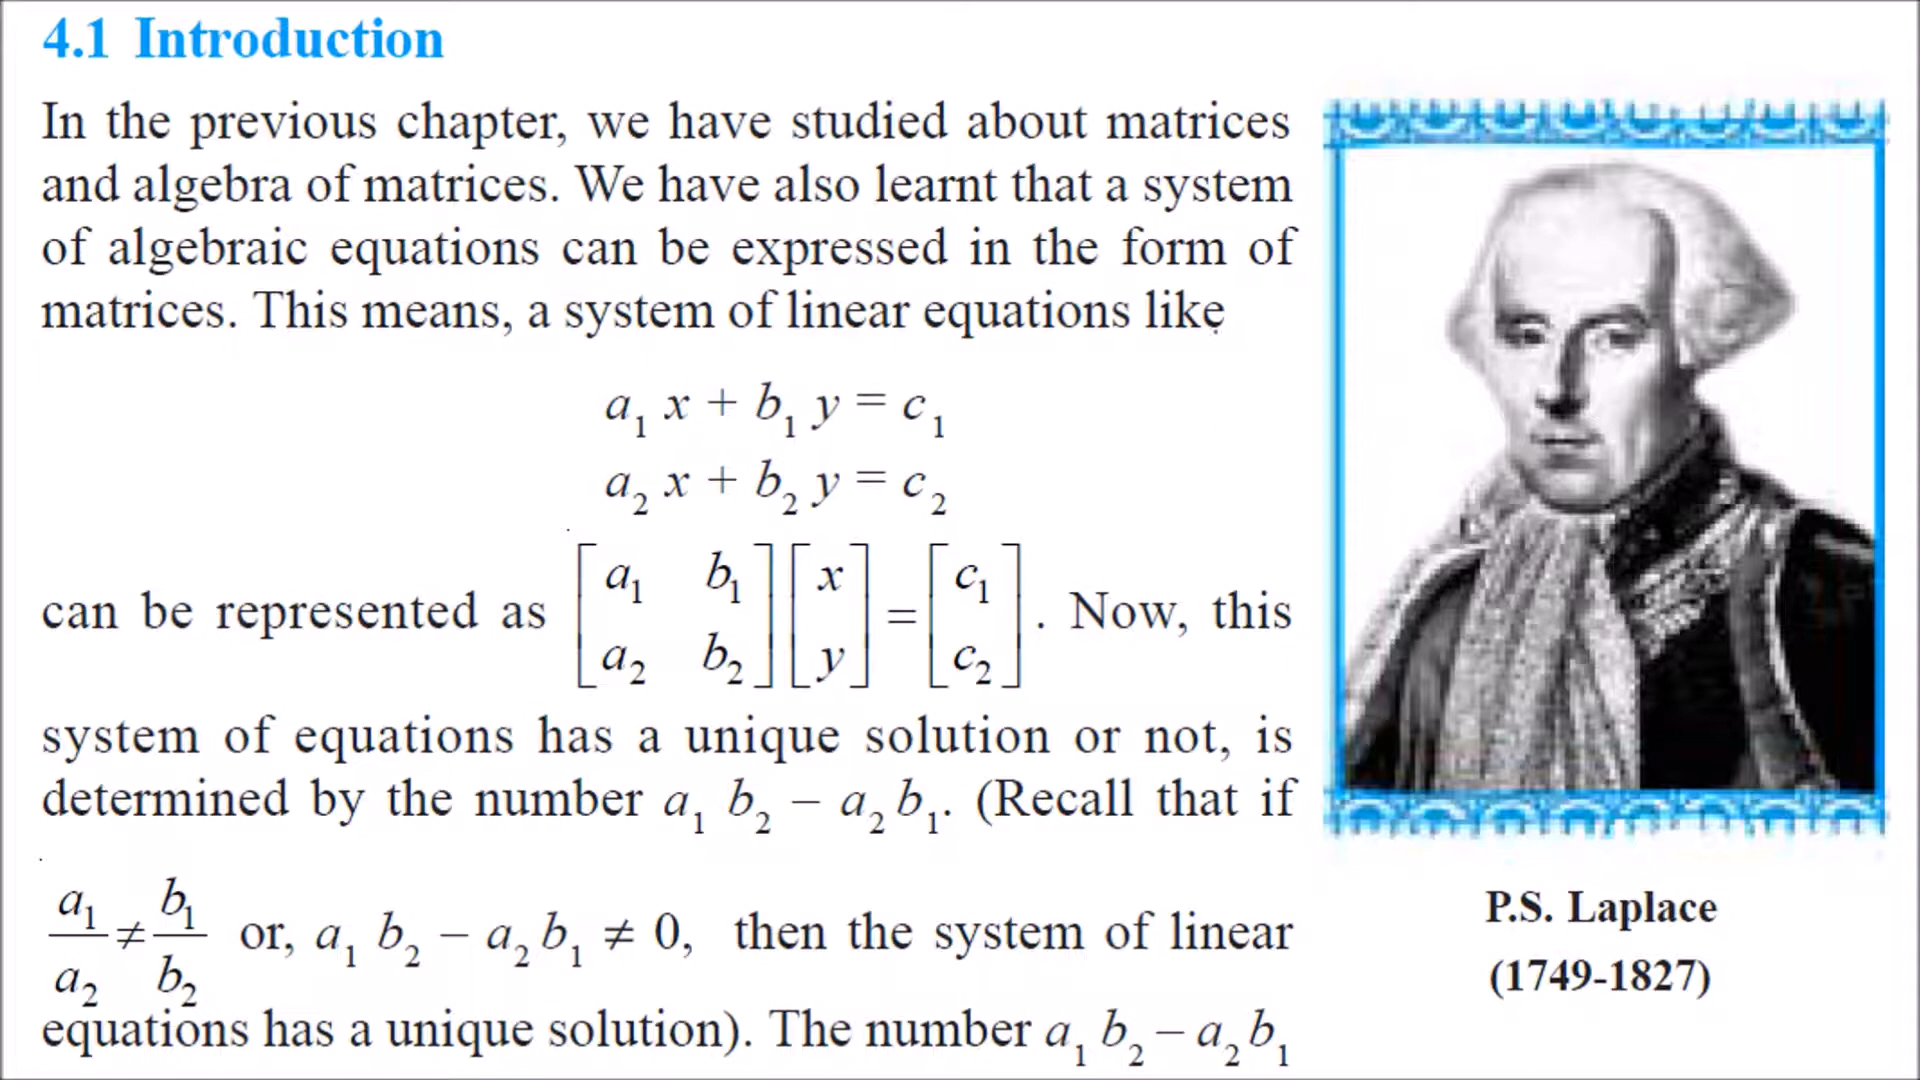 4.1 Introduction
In the previous chapter, we have studied about matrices
and algebra of matrices. We have also learnt that a system
of algebraic equations can be expressed in the form of
matrices. This means, a system of linear equations like
a₁ x + b₁ y = c₁
a₂ x + b₂ y = c₂
can be represented as [a₁ b₁; a₂ b₂] [x; y] = [c₁; c₂]. Now, this
system of equations has a unique solution or not, is
determined by the number a₁ b₂ – a₂ b₁. (Recall that if
a₁/a₂ ≠ b₁/b₂ or, a₁ b₂ – a₂ b₁ ≠ 0, then the system of linear
equations has a unique solution). The number a₁ b₂ – a₂ b₁
P.S. Laplace
(1749-1827)